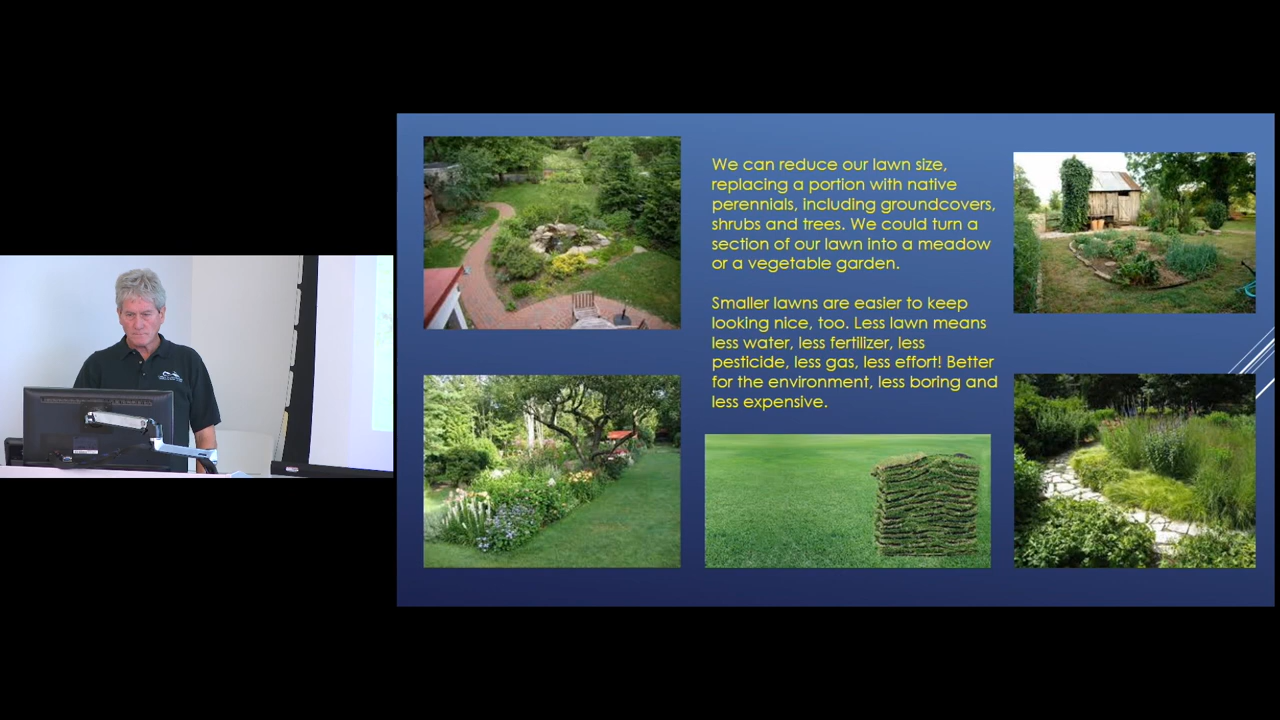 We can reduce our lawn size,
replacing a portion with native
perennials, including groundcovers,
shrubs and trees. We could turn a
section of our lawn into a meadow
or a vegetable garden.
Smaller lawns are easier to keep
looking nice, too. Less lawn means
less water, less fertilizer, less
pesticide, less gas, less effort! Better
for the environment, less boring and
less expensive.